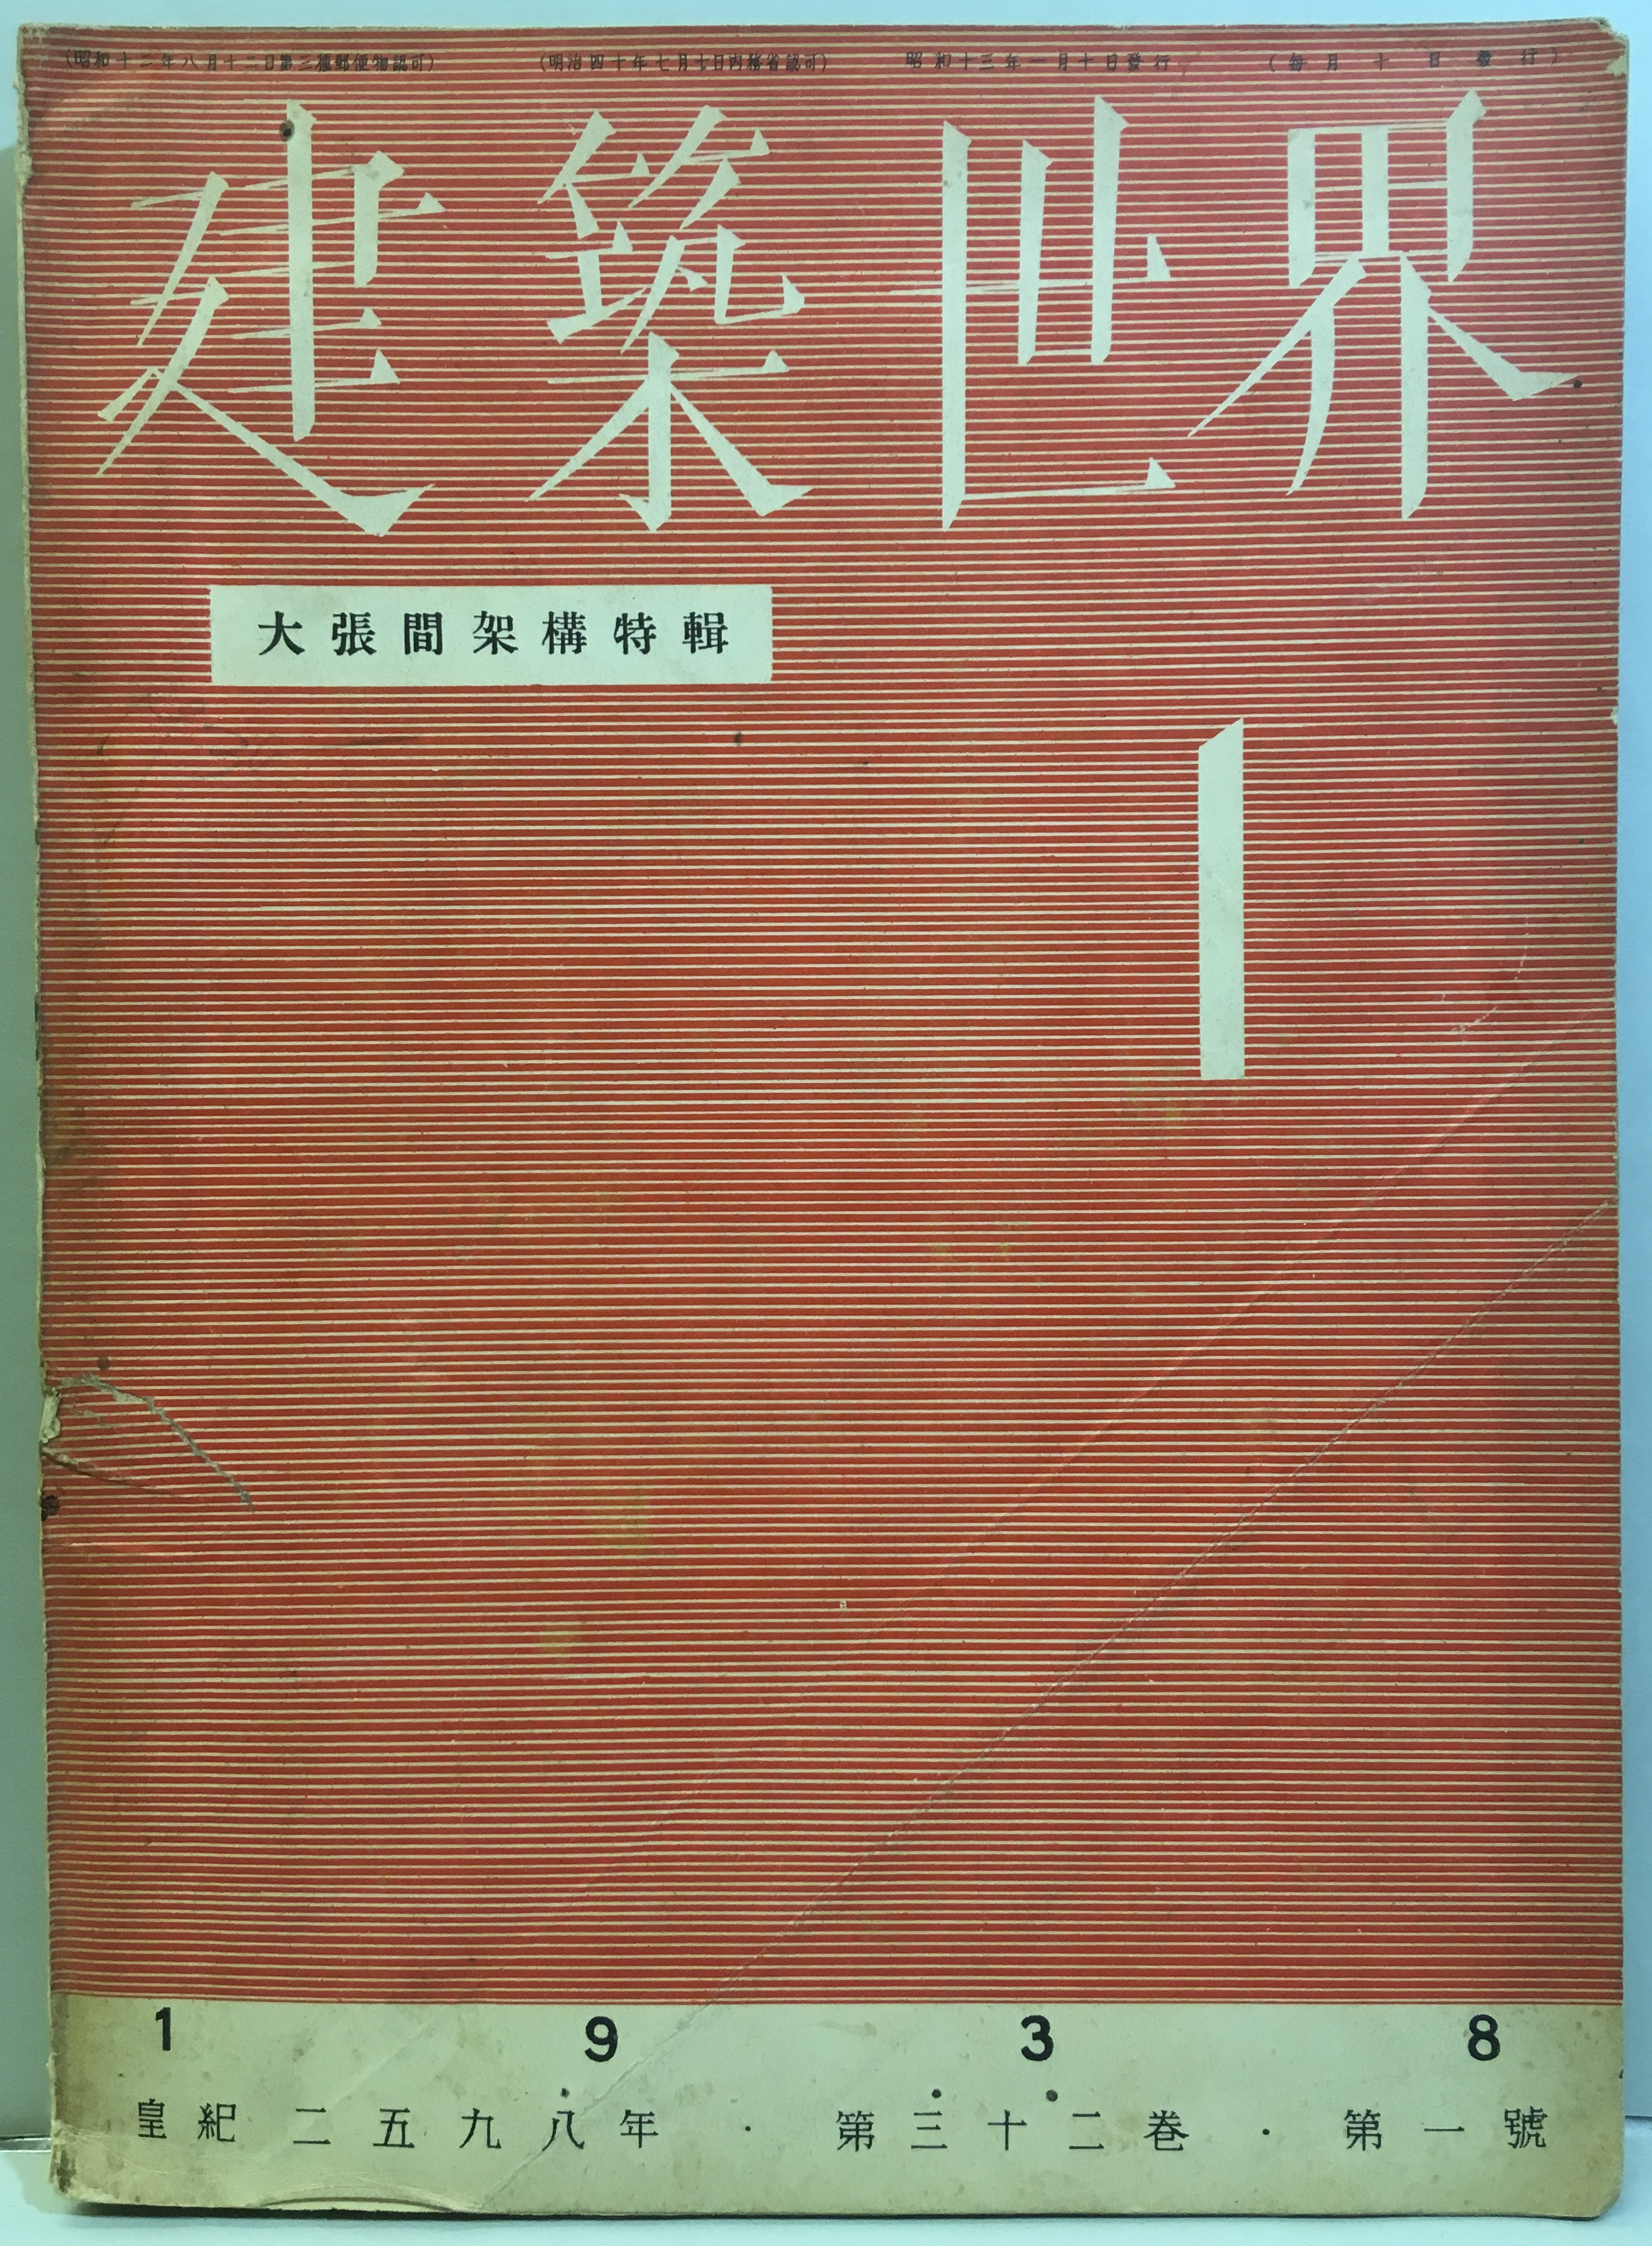 (昭和十二年八月十二日第三種郵便物認可) (明治四十年七月七日内務省認可) 昭和十三年一月十日發行 (每月十日發行)
建築世界
大張間架構特輯
1
1 9 3 8
皇紀二五九八年・第三十二巻・第一號